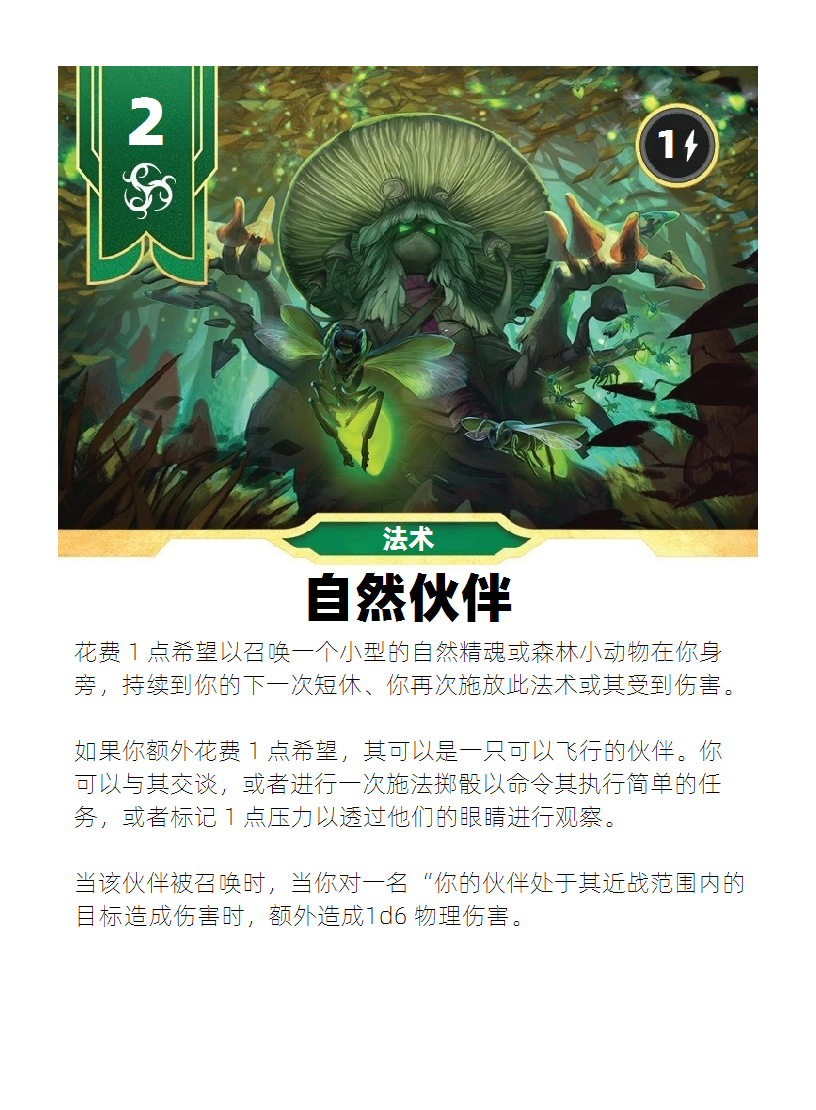 2
1
法术
自然伙伴
花费 1 点希望以召唤一个小型的自然精魂或森林小动物在你身
旁，持续到你的下一次短休、你再次施放此法术或其受到伤害。
如果你额外花费 1 点希望，其可以是一只可以飞行的伙伴。你
可以与其交谈，或者进行一次施法掷骰以命令其执行简单的任
务，或者标记 1 点压力以透过他们的眼睛进行观察。
当该伙伴被召唤时，当你对一名“你的伙伴处于其近战范围内的
目标造成伤害时，额外造成1d6 物理伤害。